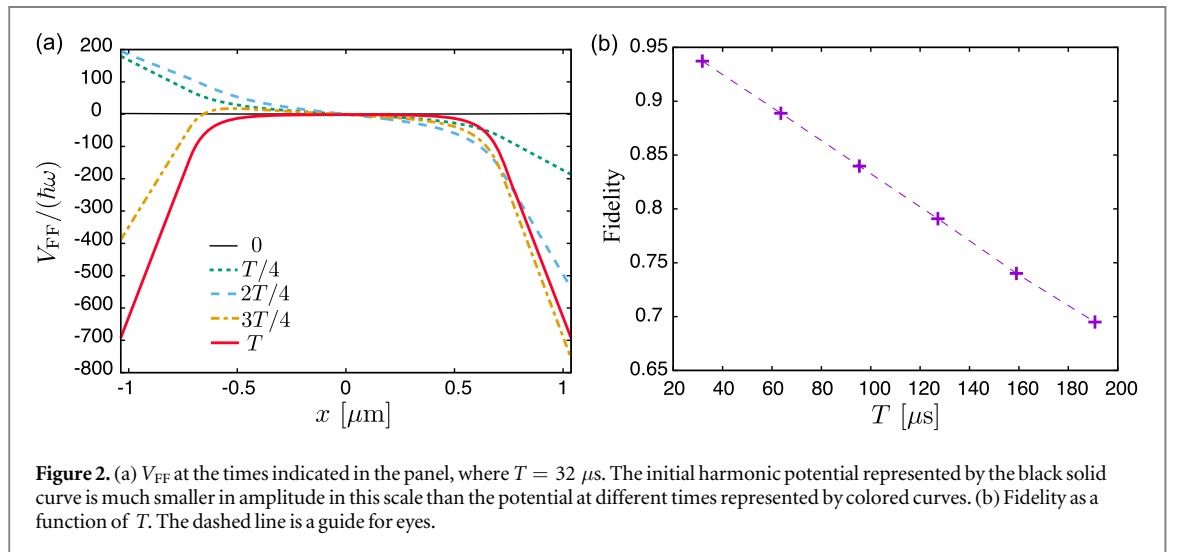 (a)
200
100
0
-100
-200
-300
-400
-500
-600
-700
-800
V_FF/(ħω)
0
T/4
2T/4
3T/4
T
-1
-0.5
0
0.5
1
x [μm]
(b)
0.95
0.9
0.85
0.8
0.75
0.7
0.65
Fidelity
20
40
60
80
100
120
140
160
180
200
T [μs]
Figure 2. (a) V_FF at the times indicated in the panel, where T = 32 μs. The initial harmonic potential represented by the black solid
curve is much smaller in amplitude in this scale than the potential at different times represented by colored curves. (b) Fidelity as a
function of T. The dashed line is a guide for eyes.